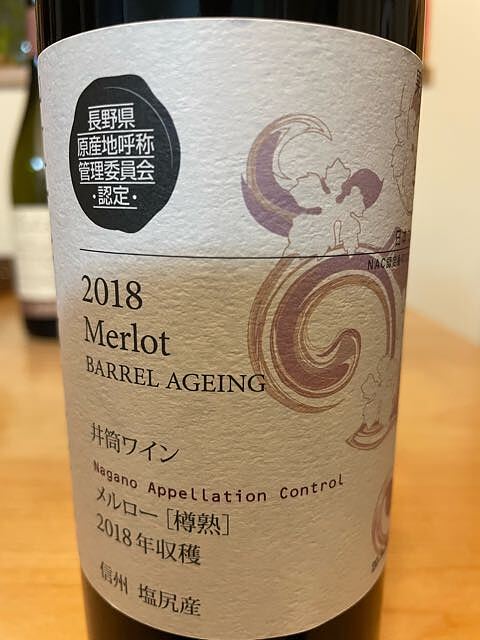 長野県
原産地呼称
管理委員会
・認定・
2018
Merlot
BARREL AGEING
井筒ワイン
Nagano Appellation Control
メルロー［樽熟］
2018年収穫
信州 塩尻産